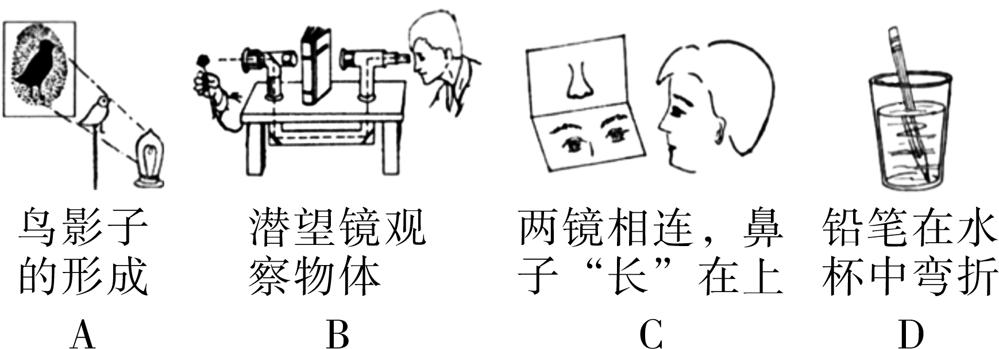 鸟影子
的形成
A
潜望镜观
察物体
B
两镜相连，鼻
子“长”在上
C
铅笔在水
杯中弯折
D